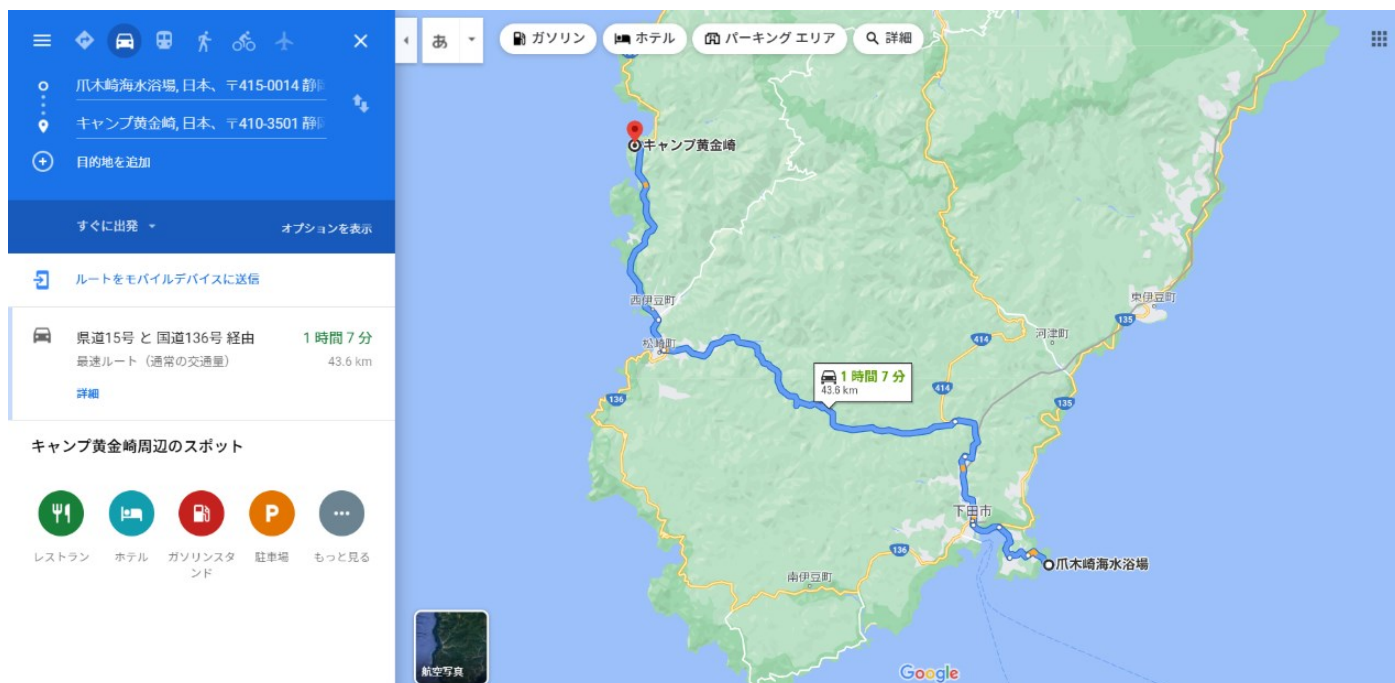 爪木崎海水浴場, 日本、〒415-0014 静岡
キャンプ黄金崎, 日本、〒410-3501 静岡
目的地を追加
すぐに出発
オプションを表示
ルートをモバイルデバイスに送信
県道15号 と 国道136号 経由
1 時間 7 分
最速ルート（通常の交通量）
43.6 km
詳細
キャンプ黄金崎周辺のスポット
P
レストラン
ホテル
ガソリンスタンド
駐車場
もっと見る
あ
ガソリン
ホテル
パーキング エリア
詳細
キャンプ黄金崎
西伊豆町
松崎町
東伊豆町
135
河津町
414
1 時間 7 分
43.6 km
414
136
135
下田市
136
爪木崎海水浴場
南伊豆町
航空写真
Google